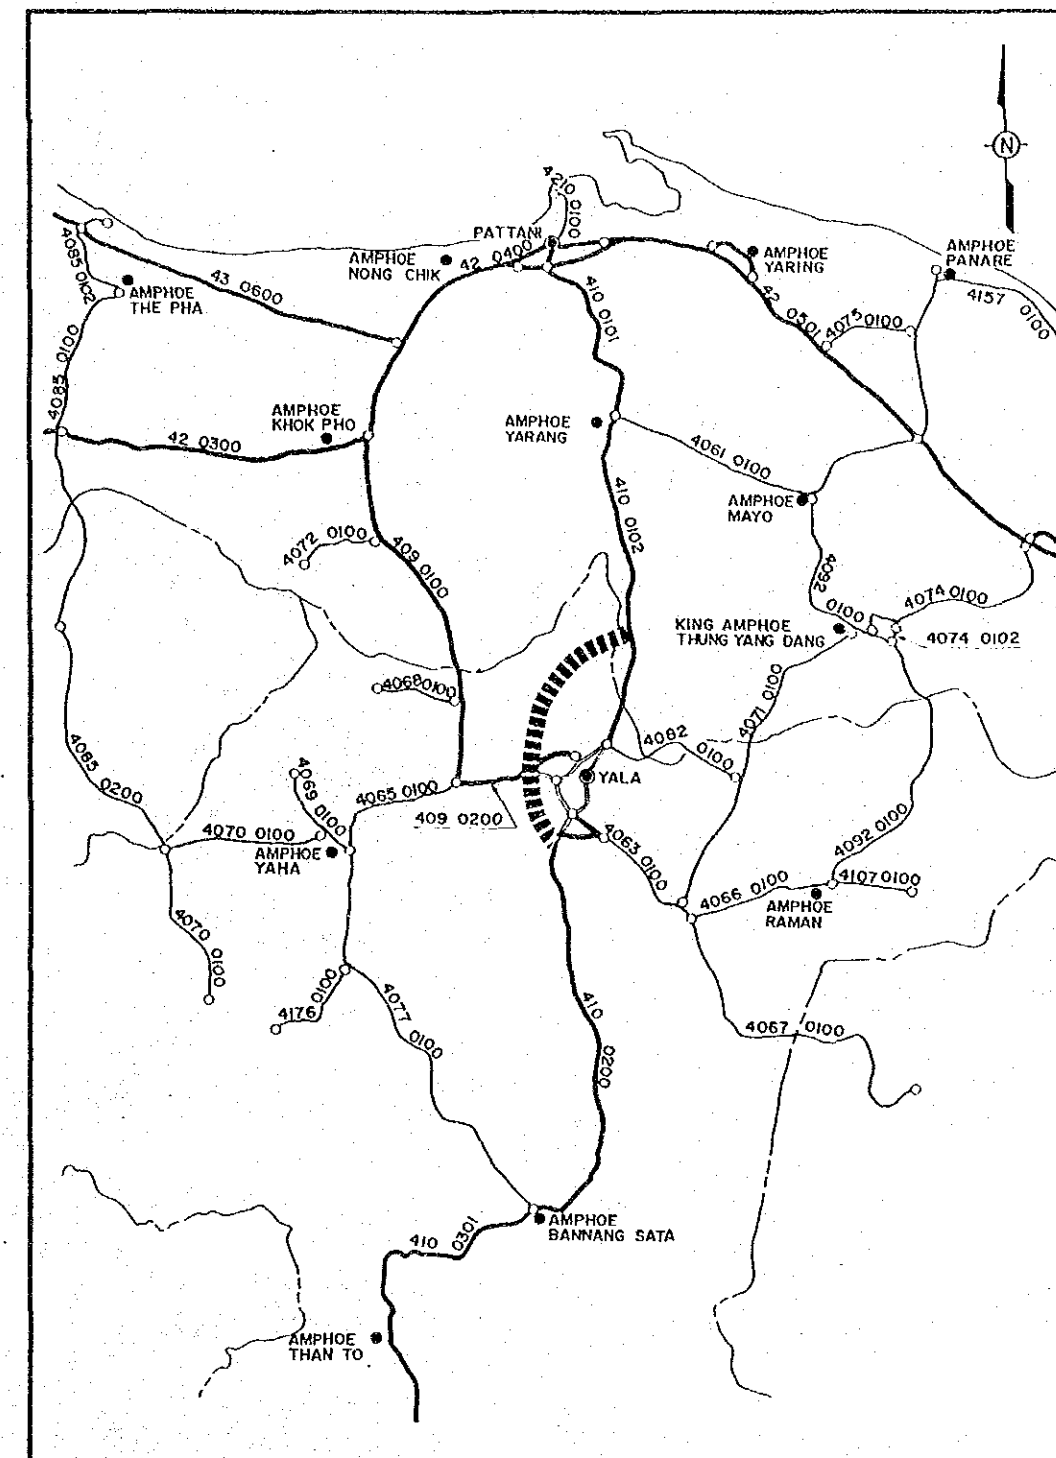 N
4210
0010
PATTANI
AMPHOE
NONG CHIK
42 0400
AMPHOE
YARING
AMPHOE
PANARE
4157 0100
4085 0102
AMPHOE
THE PHA
43 0600
410 0101
42 0501
4075 0100
4085 0100
AMPHOE
KHOK PHO
42 0300
AMPHOE
YARANG
4061 0100
AMPHOE
MAYO
410 0102
4072 0100
409 0100
4092
0100
4074 0100
KING AMPHOE
THUNG YANG DANG
4074 0102
4068 0100
4071 0100
4082
0100
4085
0200
4069 0100
4065 0100
409 0200
YALA
4070 0100
AMPHOE
YAHA
4063 0100
4092 0100
4066 0100
4107 0100
AMPHOE
RAMAN
4070 0100
4176 0100
4077
0100
410
0200
4067 0100
AMPHOE
BANNANG SATA
410 0301
AMPHOE
THAN TO